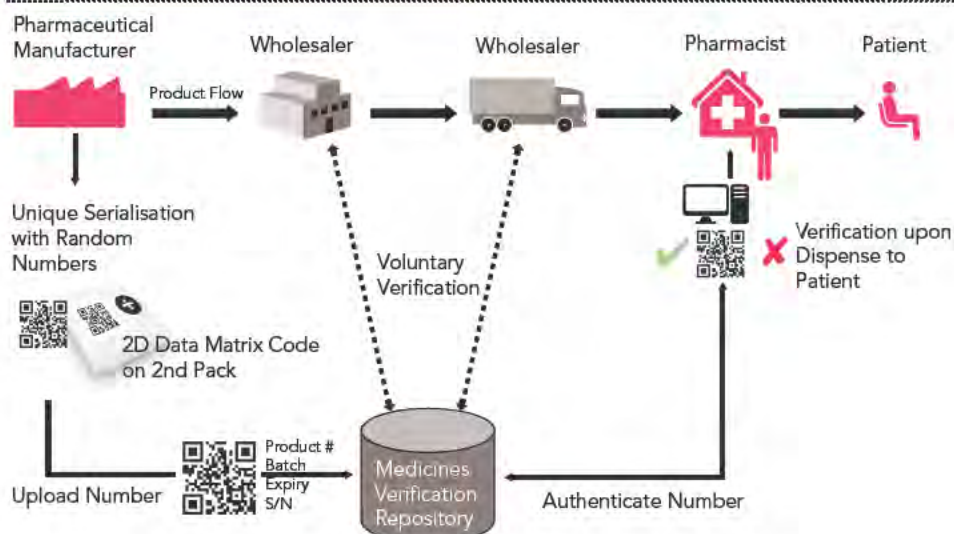 Pharmaceutical
Manufacturer
Wholesaler
Wholesaler
Pharmacist
Patient
Product Flow
Unique Serialisation
with Random
Numbers
Voluntary
Verification
Verification upon
Dispense to
Patient
2D Data Matrix Code
on 2nd Pack
Upload Number
Product #
Batch
Expiry
S/N
Medicines
Verification
Repository
Authenticate Number